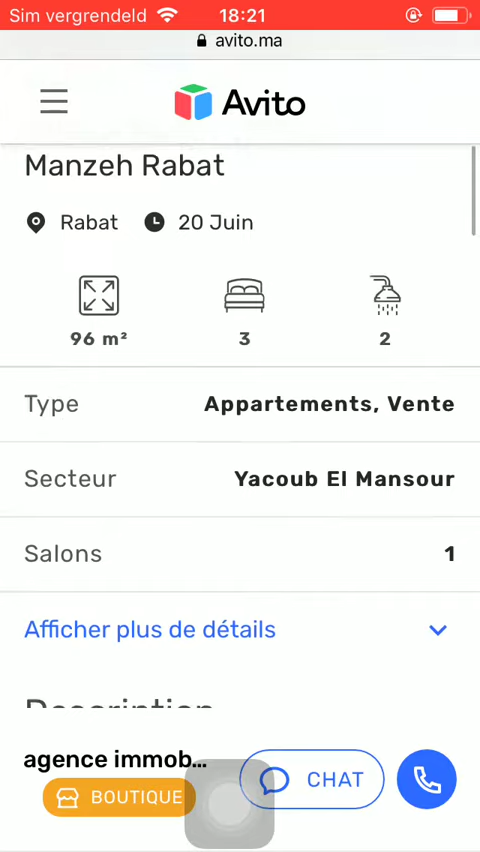 Sim vergrendeld 18:21
avito.ma
Avito
Manzeh Rabat
Rabat 20 Juin
96 m² 3 2
Type Appartements, Vente
Secteur Yacoub El Mansour
Salons 1
Afficher plus de détails
Description
agence immob...
BOUTIQUE
CHAT